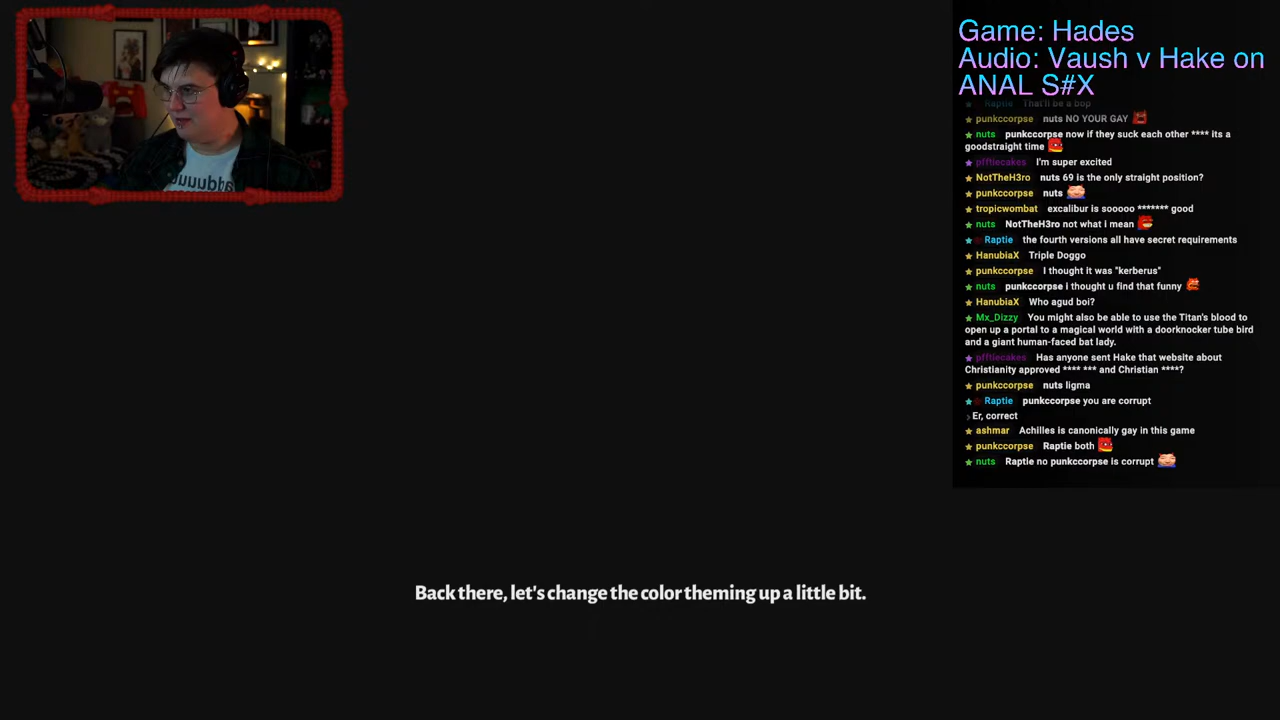 Game: Hades
Audio: Vaush v Hake on
ANAL S#X
Raptie That'll be a bop
punkccorpse nuts NO YOUR GAY
nuts punkccorpse now if they suck each other **** its a
goodstraight time
pfftiecakes I'm super excited
NotTheH3ro nuts 69 is the only straight position?
punkccorpse nuts
tropicwombat excalibur is sooooo ******* good
nuts NotTheH3ro not what i mean
Raptie the fourth versions all have secret requirements
HanubiaX Triple Doggo
punkccorpse I thought it was "kerberus"
nuts punkccorpse i thought u find that funny
HanubiaX Who agud boi?
Mx_Dizzy You might also be able to use the Titan's blood to
open up a portal to a magical world with a doorknocker tube bird
and a giant human-faced bat lady.
pfftiecakes Has anyone sent Hake that website about
Christianity approved **** *** and Christian ****?
punkccorpse nuts ligma
Raptie punkccorpse you are corrupt
Er, correct
ashmar Achilles is canonically gay in this game
punkccorpse Raptie both
nuts Raptie no punkccorpse is corrupt
Back there, let's change the color theming up a little bit.